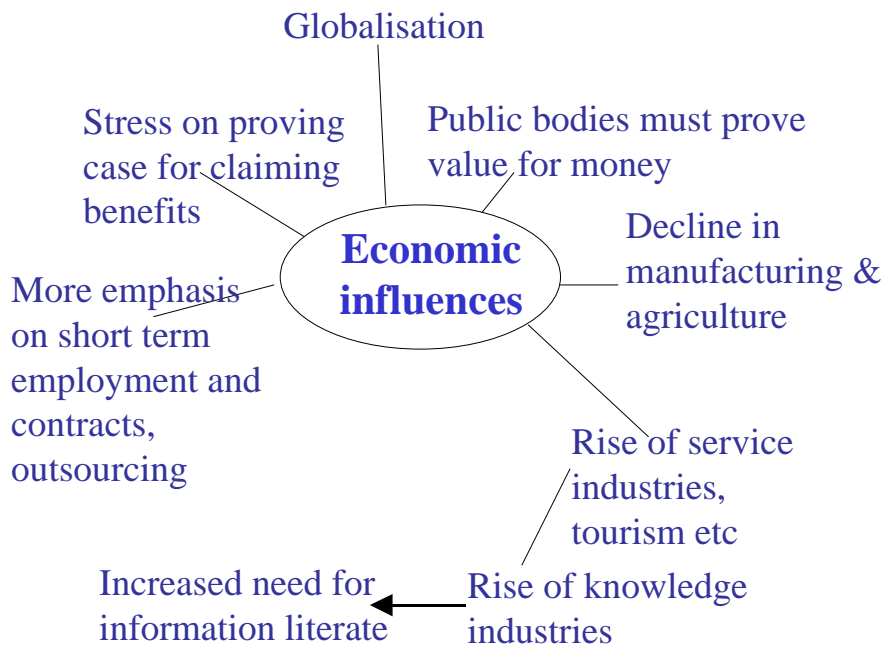 Globalisation
Stress on proving
case for claiming
benefits
Public bodies must prove
value for money
Economic
influences
Decline in
manufacturing &
agriculture
More emphasis
on short term
employment and
contracts,
outsourcing
Rise of service
industries,
tourism etc
Rise of knowledge
industries
Increased need for
information literate